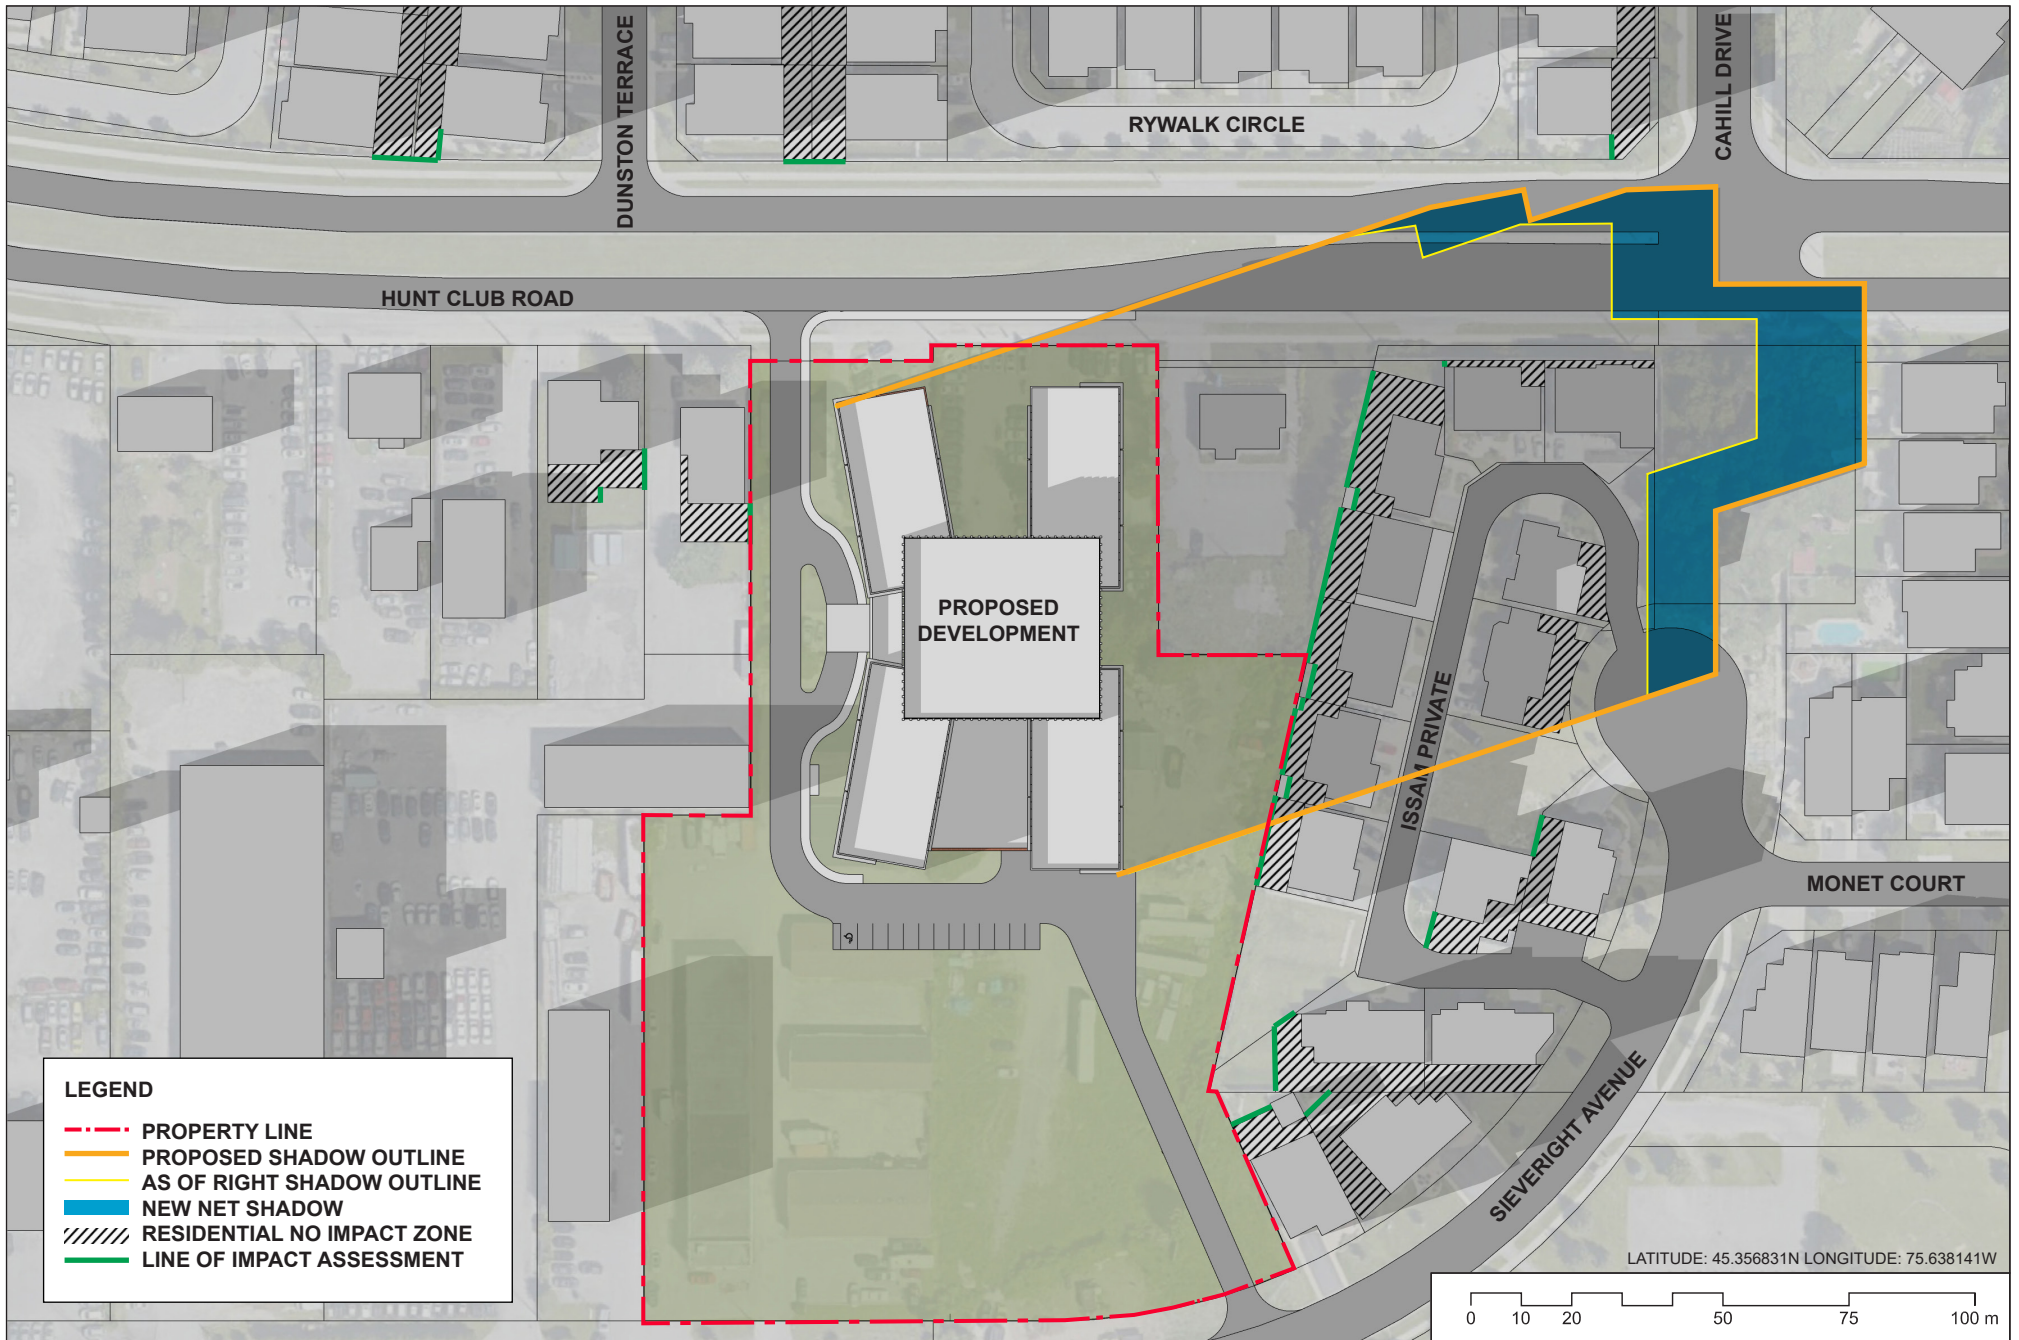 DUNSTON TERRACE
RYWALK CIRCLE
CAHILL DRIVE
HUNT CLUB ROAD
PROPOSED
DEVELOPMENT
ISSAM PRIVATE
MONET COURT
SIEVERIGHT AVENUE
LEGEND
PROPERTY LINE
PROPOSED SHADOW OUTLINE
AS OF RIGHT SHADOW OUTLINE
NEW NET SHADOW
RESIDENTIAL NO IMPACT ZONE
LINE OF IMPACT ASSESSMENT
LATITUDE: 45.356831N LONGITUDE: 75.638141W
0 10 20 50 75 100 m